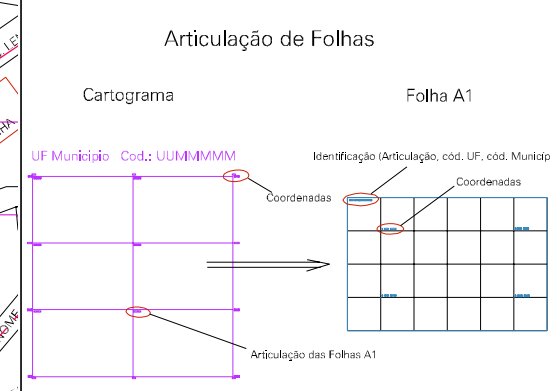 Articulação de Folhas
Cartograma
Folha A1
UF Municipio Cod.: UUMMMMM
Identificação (Articulação, cód. UF, cód. Municíp
Coordenadas
Coordenadas
Articulação das Folhas A1